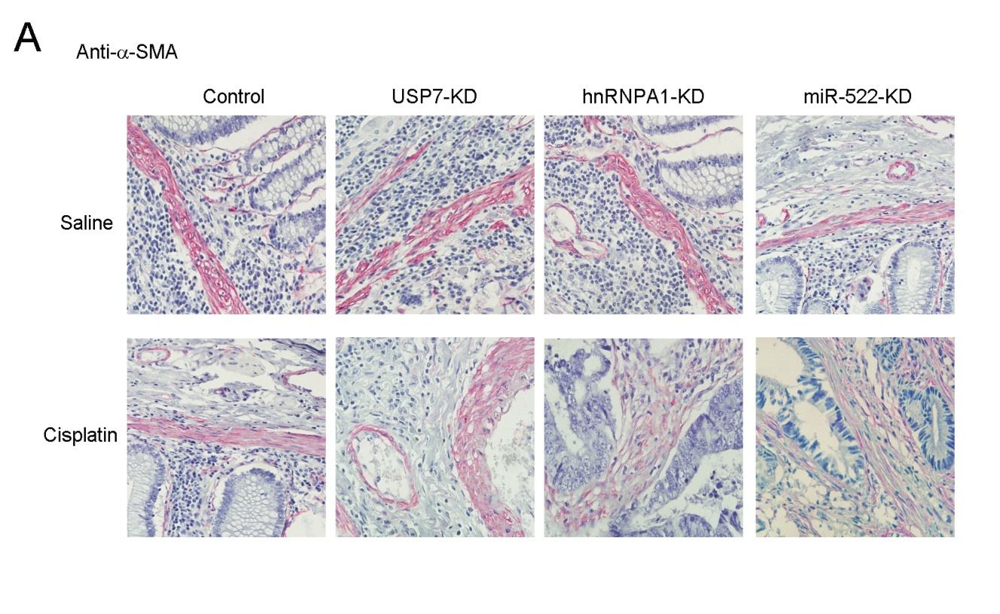 A
Anti-α-SMA
Control USP7-KD hnRNPA1-KD miR-522-KD
Saline
Cisplatin